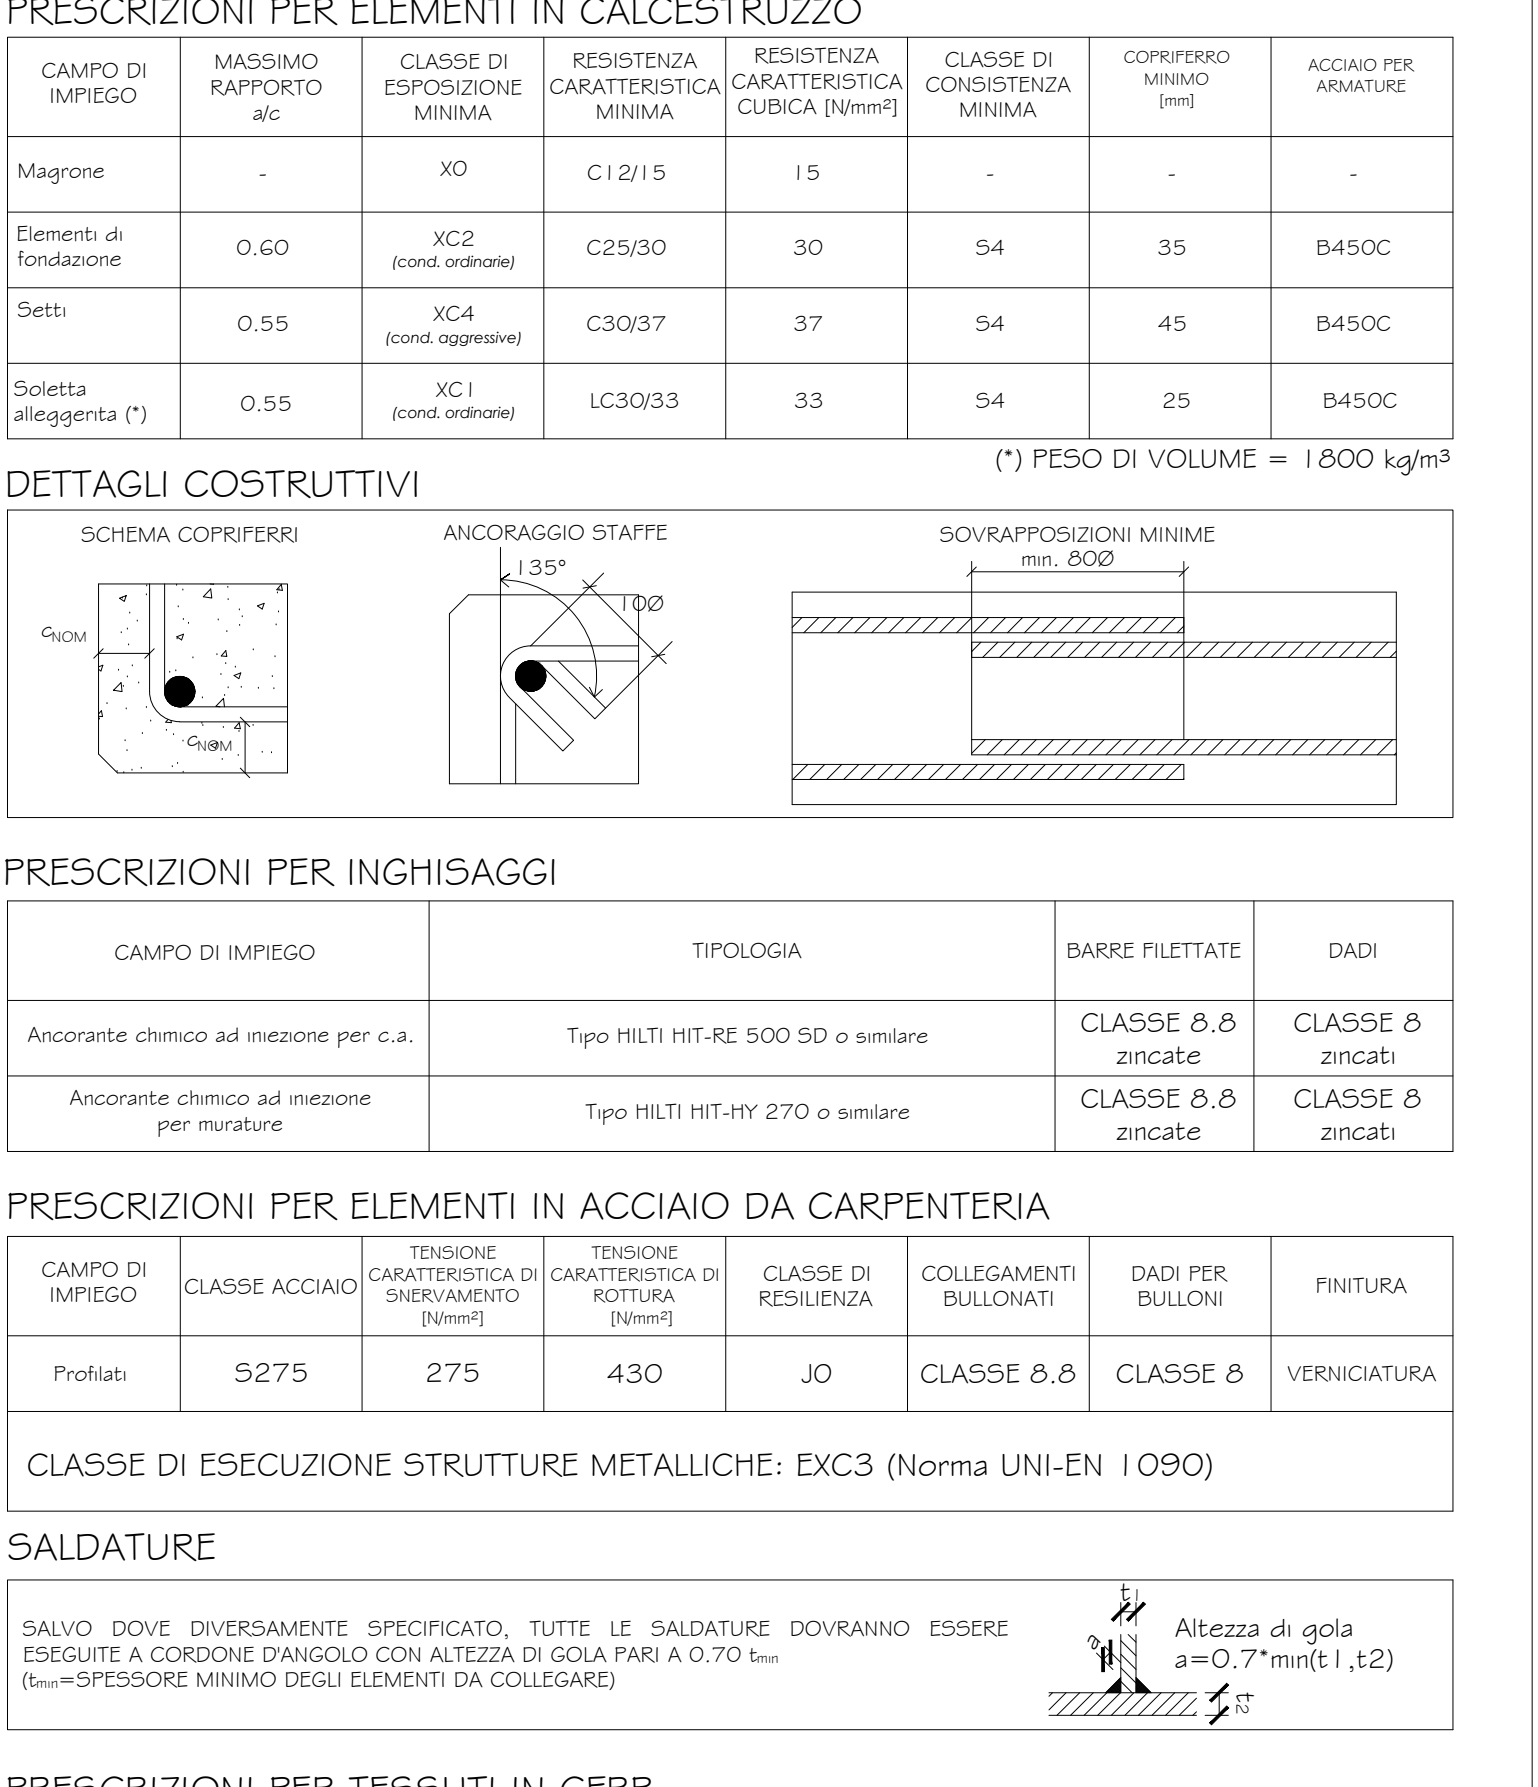 PRESCRIZIONI PER ELEMENTI IN CALCESTRUZZO
CAMPO DI
IMPIEGO
MASSIMO
RAPPORTO
a/c
CLASSE DI
ESPOSIZIONE
MINIMA
RESISTENZA
CARATTERISTICA
MINIMA
RESISTENZA
CARATTERISTICA
CUBICA [N/mm²]
CLASSE DI
CONSISTENZA
MINIMA
COPRIFERRO
MINIMO
[mm]
ACCIAIO PER
ARMATURE
Magrone
-
X0
C12/15
15
-
-
-
Elementi di
fondazione
0.60
XC2
(cond. ordinarie)
C25/30
30
S4
35
B450C
Setti
0.55
XC4
(cond. aggressive)
C30/37
37
S4
45
B450C
Soletta
alleggerita (*)
0.55
XC1
(cond. ordinarie)
LC30/33
33
S4
25
B450C
(*) PESO DI VOLUME = 1800 kg/m³
DETTAGLI COSTRUTTIVI
SCHEMA COPRIFERRI
cNOM
cNOM
ANCORAGGIO STAFFE
135°
10Ø
SOVRAPPOSIZIONI MINIME
min. 80Ø
PRESCRIZIONI PER INGHISAGGI
CAMPO DI IMPIEGO
TIPOLOGIA
BARRE FILETTATE
DADI
Ancorante chimico ad iniezione per c.a.
Tipo HILTI HIT-RE 500 SD o similare
CLASSE 8.8
zincate
CLASSE 8
zincati
Ancorante chimico ad iniezione
per murature
Tipo HILTI HIT-HY 270 o similare
CLASSE 8.8
zincate
CLASSE 8
zincati
PRESCRIZIONI PER ELEMENTI IN ACCIAIO DA CARPENTERIA
CAMPO DI
IMPIEGO
CLASSE ACCIAIO
TENSIONE
CARATTERISTICA DI
SNERVAMENTO
[N/mm²]
TENSIONE
CARATTERISTICA DI
ROTTURA
[N/mm²]
CLASSE DI
RESILIENZA
COLLEGAMENTI
BULLONATI
DADI PER
BULLONI
FINITURA
Profilati
S275
275
430
J0
CLASSE 8.8
CLASSE 8
VERNICIATURA
CLASSE DI ESECUZIONE STRUTTURE METALLICHE: EXC3 (Norma UNI-EN 1090)
SALDATURE
SALVO DOVE DIVERSAMENTE SPECIFICATO, TUTTE LE SALDATURE DOVRANNO ESSERE
ESEGUITE A CORDONE D'ANGOLO CON ALTEZZA DI GOLA PARI A 0.70 tmin
(tmin=SPESSORE MINIMO DEGLI ELEMENTI DA COLLEGARE)
t1
a
t2
Altezza di gola
a=0.7*min(t1,t2)
PRESCRIZIONI PER TESSUTI IN CFRP